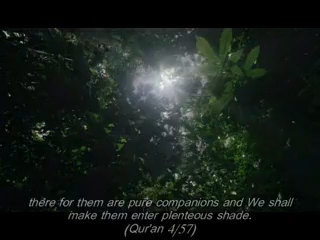 there for them are pure companions and We shall
make them enter plenteous shade.
(Qur'an 4/57)